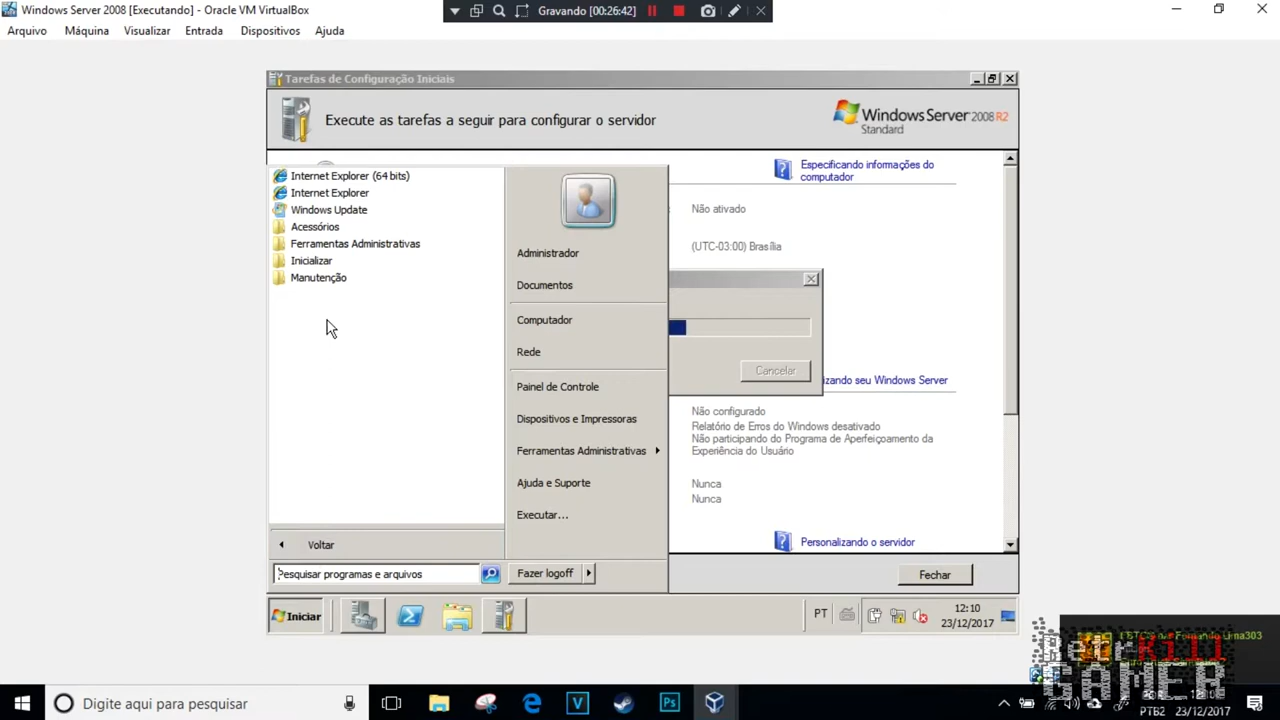 Windows Server 2008 [Executando] - Oracle VM VirtualBox
Gravando [00:26:42]
Arquivo Máquina Visualizar Entrada Dispositivos Ajuda
Tarefas de Configuração Iniciais
Execute as tarefas a seguir para configurar o servidor
Windows Server 2008 R2
Standard
Internet Explorer (64 bits)
Internet Explorer
Windows Update
Acessórios
Ferramentas Administrativas
Inicializar
Manutenção
Voltar
Pesquisar programas e arquivos
Administrador
Documentos
Computador
Rede
Painel de Controle
Dispositivos e Impressoras
Ferramentas Administrativas
Ajuda e Suporte
Executar...
Fazer logoff
Especificando informações do
computador
Não ativado
(UTC-03:00) Brasília
Cancelar
izando seu Windows Server
Não configurado
Relatório de Erros do Windows desativado
Não participando do Programa de Aperfeiçoamento da
Experiência do Usuário
Nunca
Nunca
Personalizando o servidor
Fechar
Iniciar
PT
12:10
23/12/2017
Lima303
GAMER
Digite aqui para pesquisar
PTB2 23/12/2017